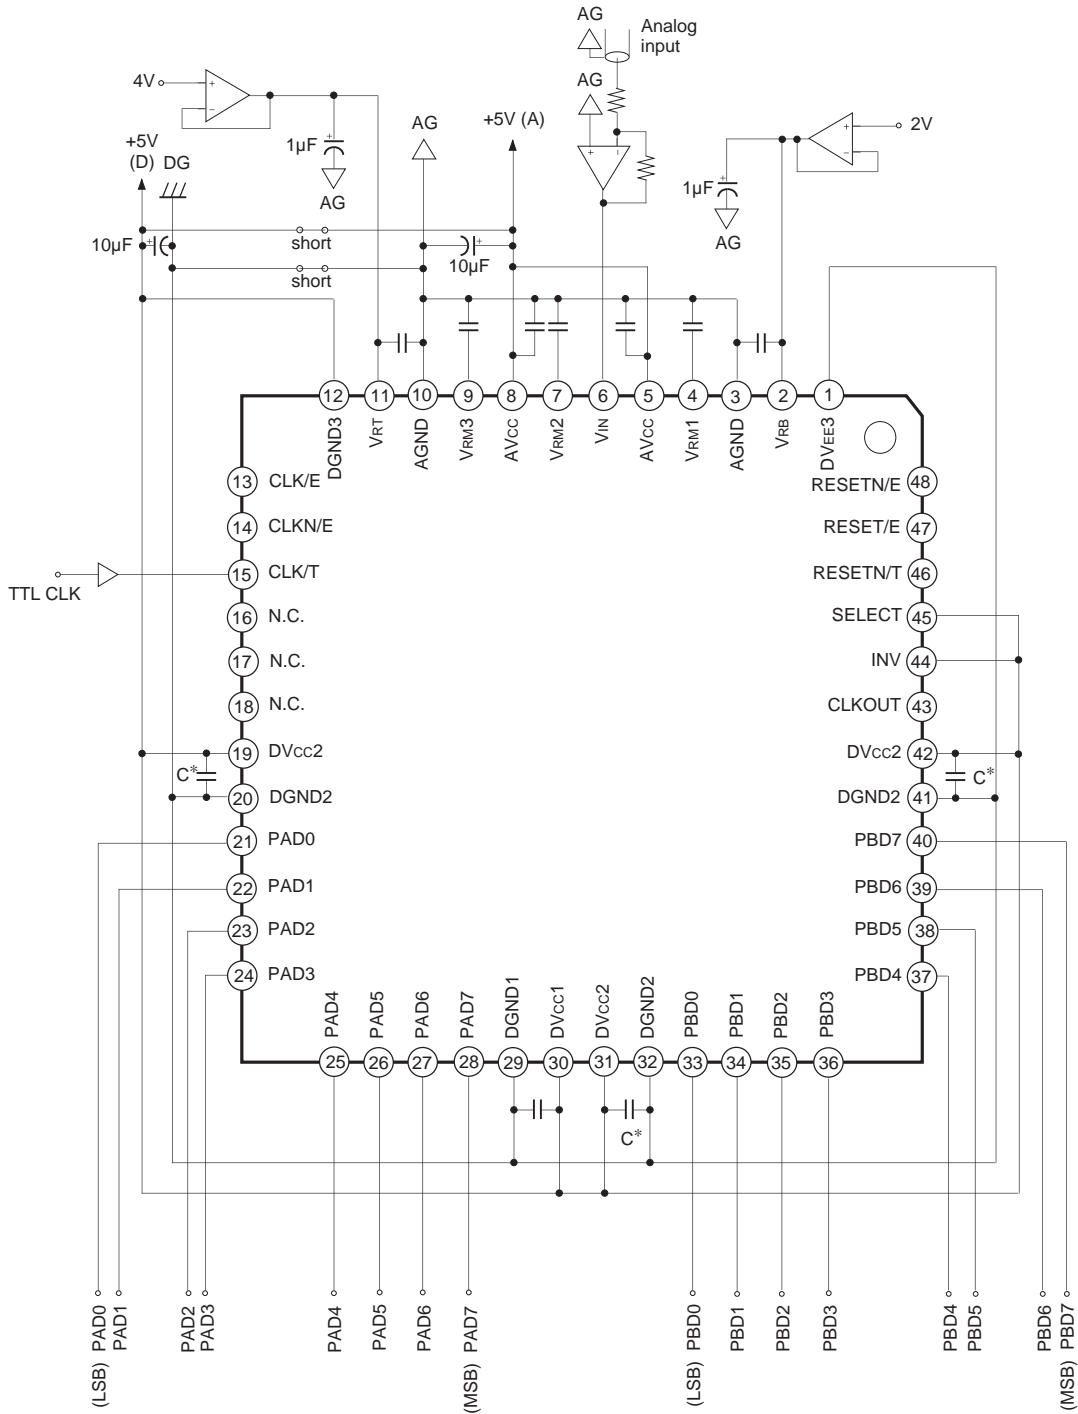 AG
Analog
input
4V
AG
+5V
(D)
DG
1µF
AG
AG
+5V (A)
2V
1µF
AG
10µF
short
10µF
short
12
11
10
9
8
7
6
5
4
3
2
1
DGND3
VRT
AGND
VRM3
AVCC
VRM2
VIN
AVCC
VRM1
AGND
VRB
DVEE3
13 CLK/E
14 CLKN/E
15 CLK/T
TTL CLK
16 N.C.
17 N.C.
18 N.C.
19 DVCC2
C*
20 DGND2
21 PAD0
22 PAD1
23 PAD2
24 PAD3
RESETN/E 48
RESET/E 47
RESETN/T 46
SELECT 45
INV 44
CLKOUT 43
DVCC2 42
C*
DGND2 41
PBD7 40
PBD6 39
PBD5 38
PBD4 37
PAD4
PAD5
PAD6
PAD7
DGND1
DVCC1
DVCC2
DGND2
PBD0
PBD1
PBD2
PBD3
25
26
27
28
29
30
31
32
33
34
35
36
C*
(LSB) PAD0
PAD1
PAD2
PAD3
PAD4
PAD5
PAD6
(MSB) PAD7
(LSB) PBD0
PBD1
PBD2
PBD3
PBD4
PBD5
PBD6
(MSB) PBD7